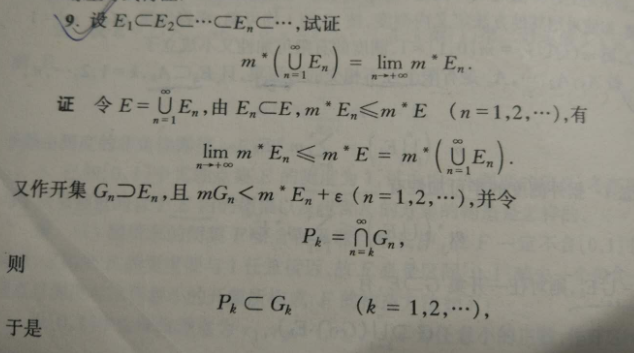 9. 设 E₁⊂E₂⊂⋯⊂Eₙ⊂⋯,试证
m*(⋃_{n=1}^{∞} Eₙ) = lim_{n→+∞} m*Eₙ.
证 令 E=⋃_{n=1}^{∞} Eₙ,由 Eₙ⊂E,m*Eₙ≤m*E (n=1,2,⋯),有
lim_{n→+∞} m*Eₙ ≤ m*E = m*(⋃_{n=1}^{∞} Eₙ).
又作开集 Gₙ⊃Eₙ,且 mGₙ<m*Eₙ+ε (n=1,2,⋯),并令
Pₖ = ⋂_{n=k}^{∞} Gₙ,
则
Pₖ ⊂ Gₖ (k = 1,2,⋯),
于是